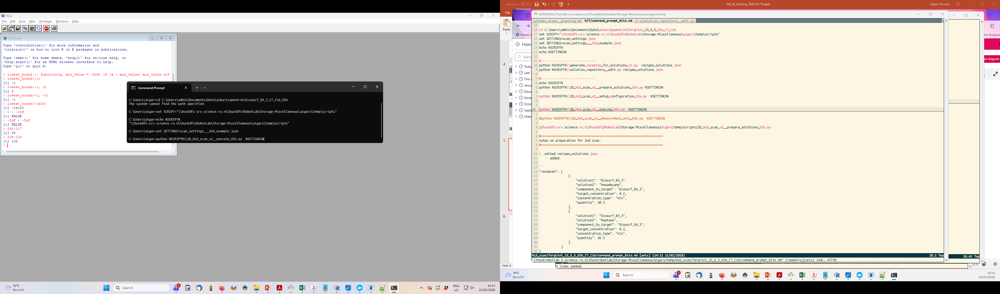 RGui
File Edit View Misc Packages Windows Help
R Console
Type 'contributors()' for more information and
'citation()' on how to cite R or R packages in publications.
Type 'demo()' for some demos, 'help()' for on-line help, or
'help.start()' for an HTML browser interface to help.
Type 'q()' to quit R.
> lowest_bound <- function(x, min_value = -Inf) if (x < min_value) min_value el$
> lowest_bound(-1)
[1] -1
> lowest_bound(-1, 3)
[1] 3
> lowest_bound(-1, -2)
[1] -1
> lowest_bound(-1e20)
[1] -1e+20
> 0 < -Inf
[1] FALSE
> -Inf < -Inf
[1] FALSE
> 242-217
[1] 25
> 204-102
[1] 102
>
Command Prompt
C:\Users\aigar>cd C:\Users\admin\Documents\Data\aikars\opentron\Ecosurf_EH_3_C7_C16_OIW
The system cannot find the path specified.
C:\Users\aigar>set SCRIPT="\\huckdfs-srv.science.ru.nl\huckdfs\RobotLab\Storage-Miscellaneous\aigars\temp\scripts"
C:\Users\aigar>echo %SCRIPT%
"\\huckdfs-srv.science.ru.nl\huckdfs\RobotLab\Storage-Miscellaneous\aigars\temp\scripts"
C:\Users\aigar>set SETTINGS=scan_settings___OIW_example.json
C:\Users\aigar>python %SCRIPT%\\2D_HLD_scan_v2__execute_OIW.py  %SETTINGS%
10°C
Bewolkt
Search
1
ENG
US
10:14
24/02/2026
AutoSave Off
hld_ift_training_2026-02-19.pptx
Aigars Piruska
File
Paste
4
5
6
Slide 5
Meest b
Histo
Searc
Today
Last 7
This m
Janua
Dece
Nove
Octo
Septe
Older
MINGW64://huckdfs-srv.science.ru.nl/huckdfs/Robotlab/Storage-Miscellaneous/aigars/temp
p/tasks_areas__planning.md  H/T/command_prompt_bits.md  2 s/solution_repository__edit.py  X
19
18 cd C:\Users\admin\Documents\Data\aikars\opentron\Tergitol_15_S_5_OIW_C7_C16
17 set SCRIPT="\\huckdfs-srv.science.ru.nl\huckdfs\RobotLab\Storage-Miscellaneous\aigars\temp\scripts"
16 set SETTINGS=scan_settings.json
15 set SETTINGS=scan_settings___OIW_example.json
14 echo %SCRIPT%
13 echo %SETTINGS%
12
11 #------------------------------
10 python %SCRIPT%\\generate_recepies_for_solutions_v2.py  recipes_solutions.json
9 python %SCRIPT%\\solution_repository__edit.py recipes_solutions.json
8
7 #------------------------------
6 echo %SCRIPT%
5 python %SCRIPT%\\2D_HLD_scan_v2__prepare_solutions_OIW.py %SETTINGS%
4
3 python %SCRIPT%\\2D_HLD_scan_v2__setup_configuration_OIW.py  %SETTINGS%
2
1
20 python %SCRIPT%\\2D_HLD_scan_v2__execute_OIW.py  %SETTINGS%
1
2 #python %SCRIPT%\\2D_HLD_scan_v2__measurement_only_OIW.py  %SETTINGS%
3
4 //huckdfs-srv.science.ru.nl/huckdfs/RobotLab/Storage-Miscellaneous/aigars/temp/scripts/2D_HLD_scan_v2__prepare_solutions_OIW.py
5
6 #===================================================================
7 notes on preparation for 2nd scan:
8 #===================================================================
9
10 1. edited recipes_solutions.json
11 - added:
12
13 ```
14 "recepies": [
15 {
16 "solution1": "Ecosurf_EH_3",
17 "solution2": "hexadecane",
18 "component_to_target": "Ecosurf_EH_3",
19 "target_concentration": 0.2,
20 "concentration_type": "m/v",
21 "quantity": 38.5
22 },
23 {
24 "solution1": "Ecosurf_EH_3",
25 "solution2": "heptane",
26 "component_to_target": "Ecosurf_EH_3",
27 "target_concentration": 0.2,
28 "concentration_type": "m/v",
29 "quantity": 36.5
30 }
31 ]
32 }
HLD_scan/Tergitol_15_S_5_OIW_C7_C16/command_prompt_bits.md [unix] (14:11 11/02/2026) 20,1 Top
"//huckrobotlab.z.science.ru.nl/huckrobotlab/Storage-Miscellaneous/aigars/temp/HLD_scan/Tergitol_15_S_5_OIW_C7_C16/command_prompt_bits.md" [readonly][unix] 143L, 4777B
5 lines yanked
19,41 Top
her Bookma
ve diagram
10°C
Bewolkt
Search
1
10:14
24/02/2026